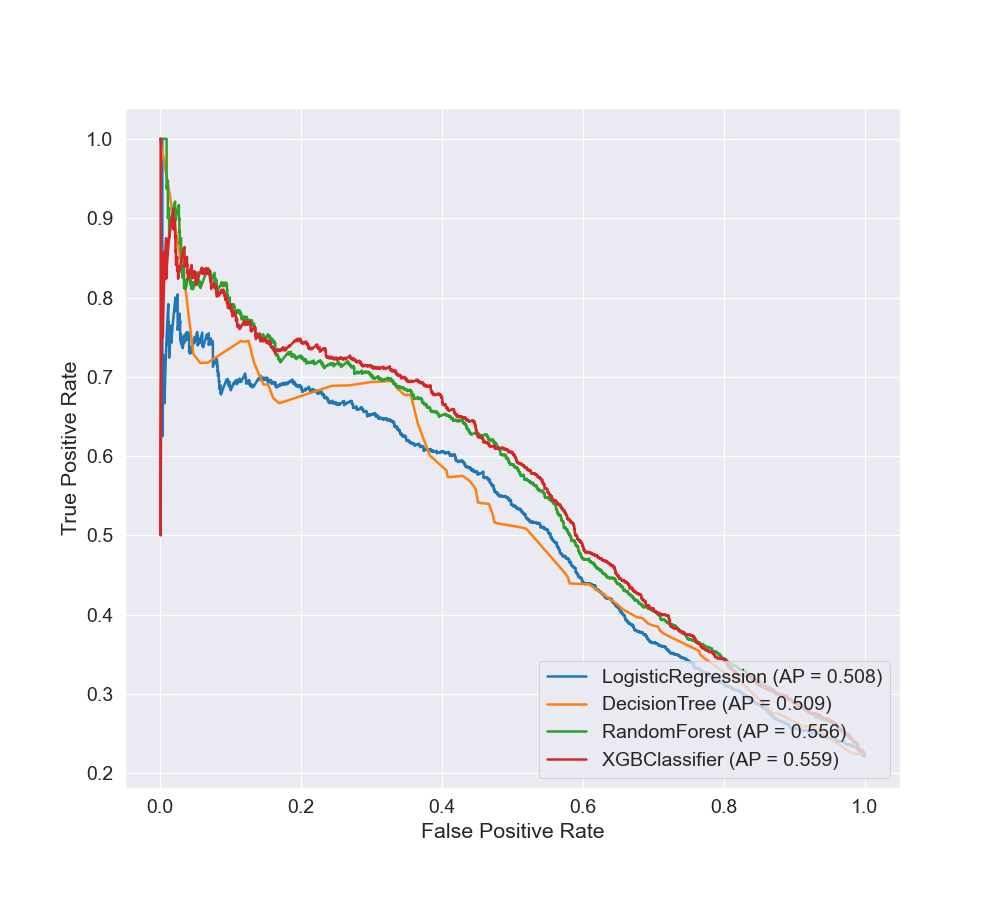 1.0
0.9
0.8
0.7
0.6
0.5
0.4
0.3
0.2
True Positive Rate
LogisticRegression (AP = 0.508)
DecisionTree (AP = 0.509)
RandomForest (AP = 0.556)
XGBClassifier (AP = 0.559)
0.0 0.2 0.4 0.6 0.8 1.0
False Positive Rate